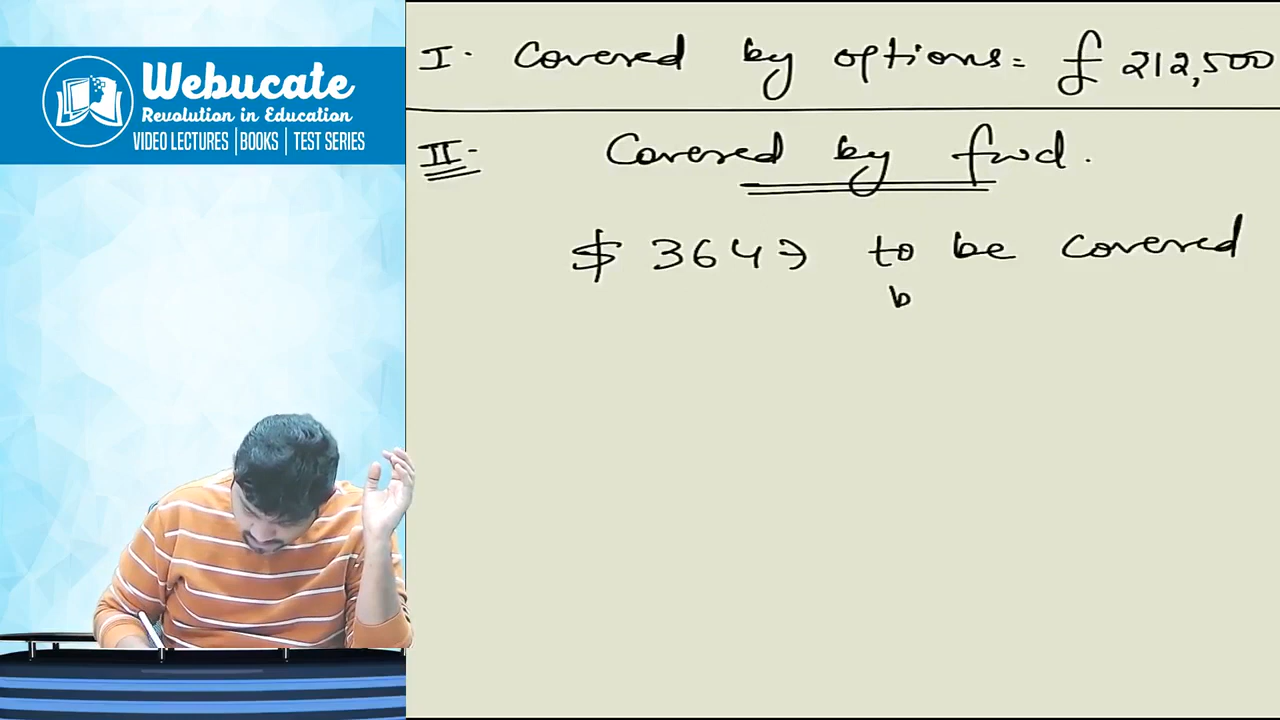 Webucate
Revolution in Education
VIDEO LECTURES | BOOKS | TEST SERIES
I. Covered by options = £ 212,500
II. Covered by fwd.
$ 3649 to be covered
b